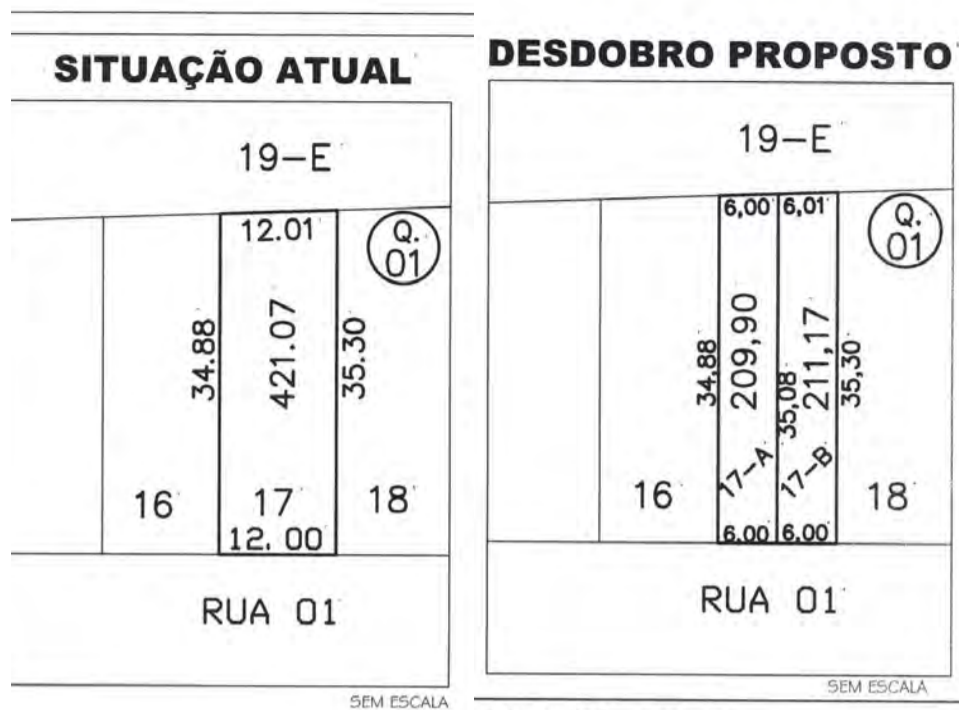 SITUAÇÃO ATUAL
19-E
12.01
Q.
01
34.88
421.07
35.30
16
17
18
12.00
RUA 01
SEM ESCALA
DESDOBRO PROPOSTO
19-E
6,00
6,01
Q.
01
34,88
209,90
35,08
211,17
35,30
16
17-A
17-B
18
6.00
6,00
RUA 01
SEM ESCALA